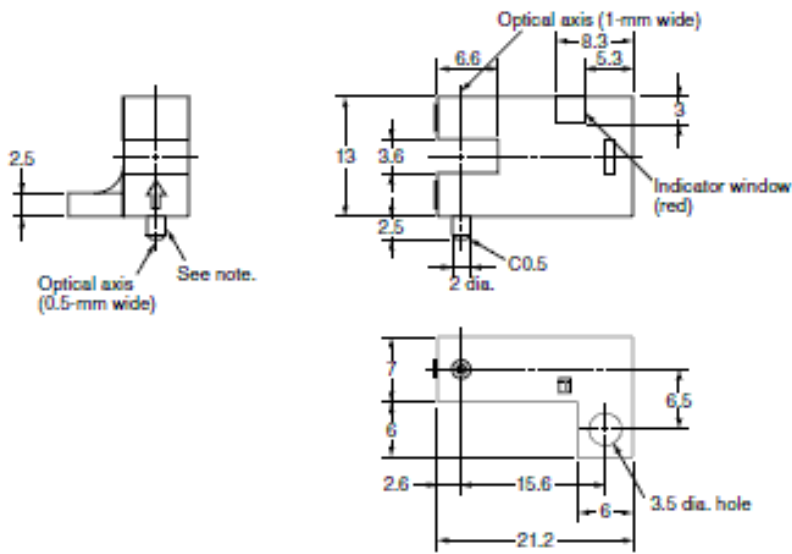 Optical axis (1-mm wide)
8.3
6.6
5.3
3
2.5
13
3.6
Indicator window
(red)
2.5
C0.5
2 dia.
See note.
Optical axis
(0.5-mm wide)
7
6.5
6
2.6
15.6
3.5 dia. hole
6
21.2